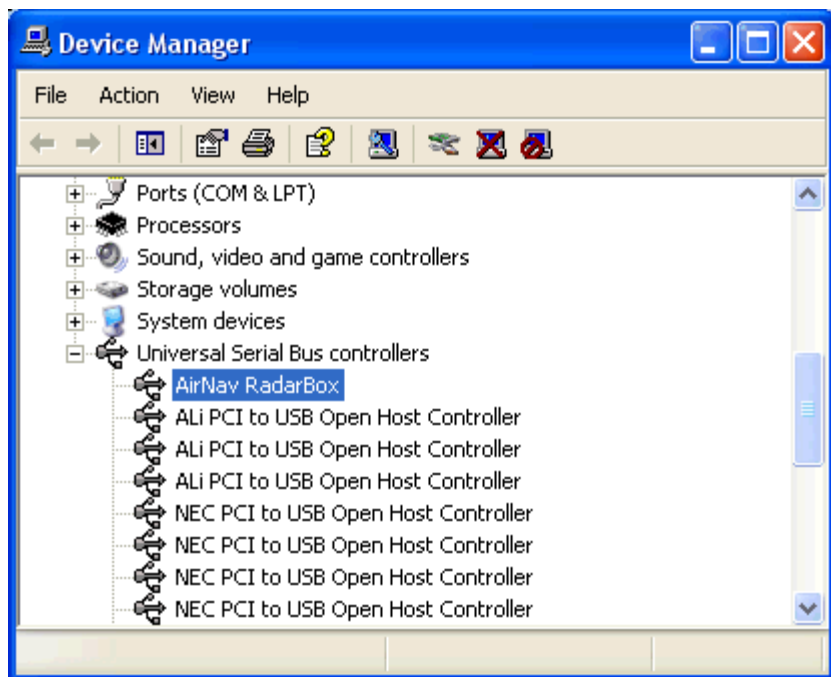 Device Manager
File Action View Help
Ports (COM & LPT)
Processors
Sound, video and game controllers
Storage volumes
System devices
Universal Serial Bus controllers
AirNav RadarBox
ALi PCI to USB Open Host Controller
ALi PCI to USB Open Host Controller
ALi PCI to USB Open Host Controller
NEC PCI to USB Open Host Controller
NEC PCI to USB Open Host Controller
NEC PCI to USB Open Host Controller
NEC PCI to USB Open Host Controller